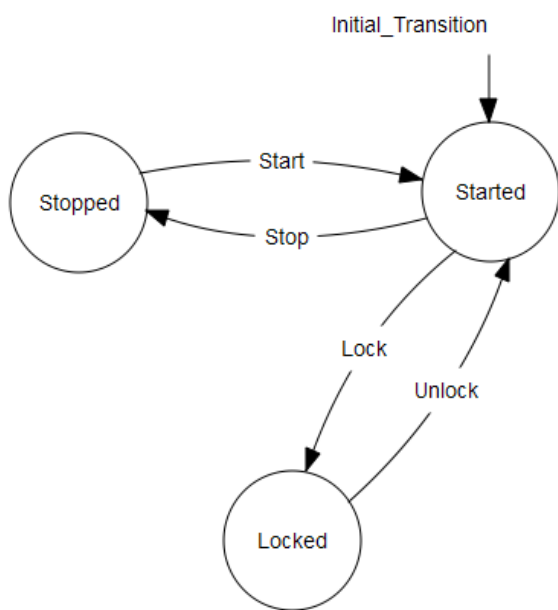 Initial_Transition
Start
Stopped
Started
Stop
Lock
Unlock
Locked